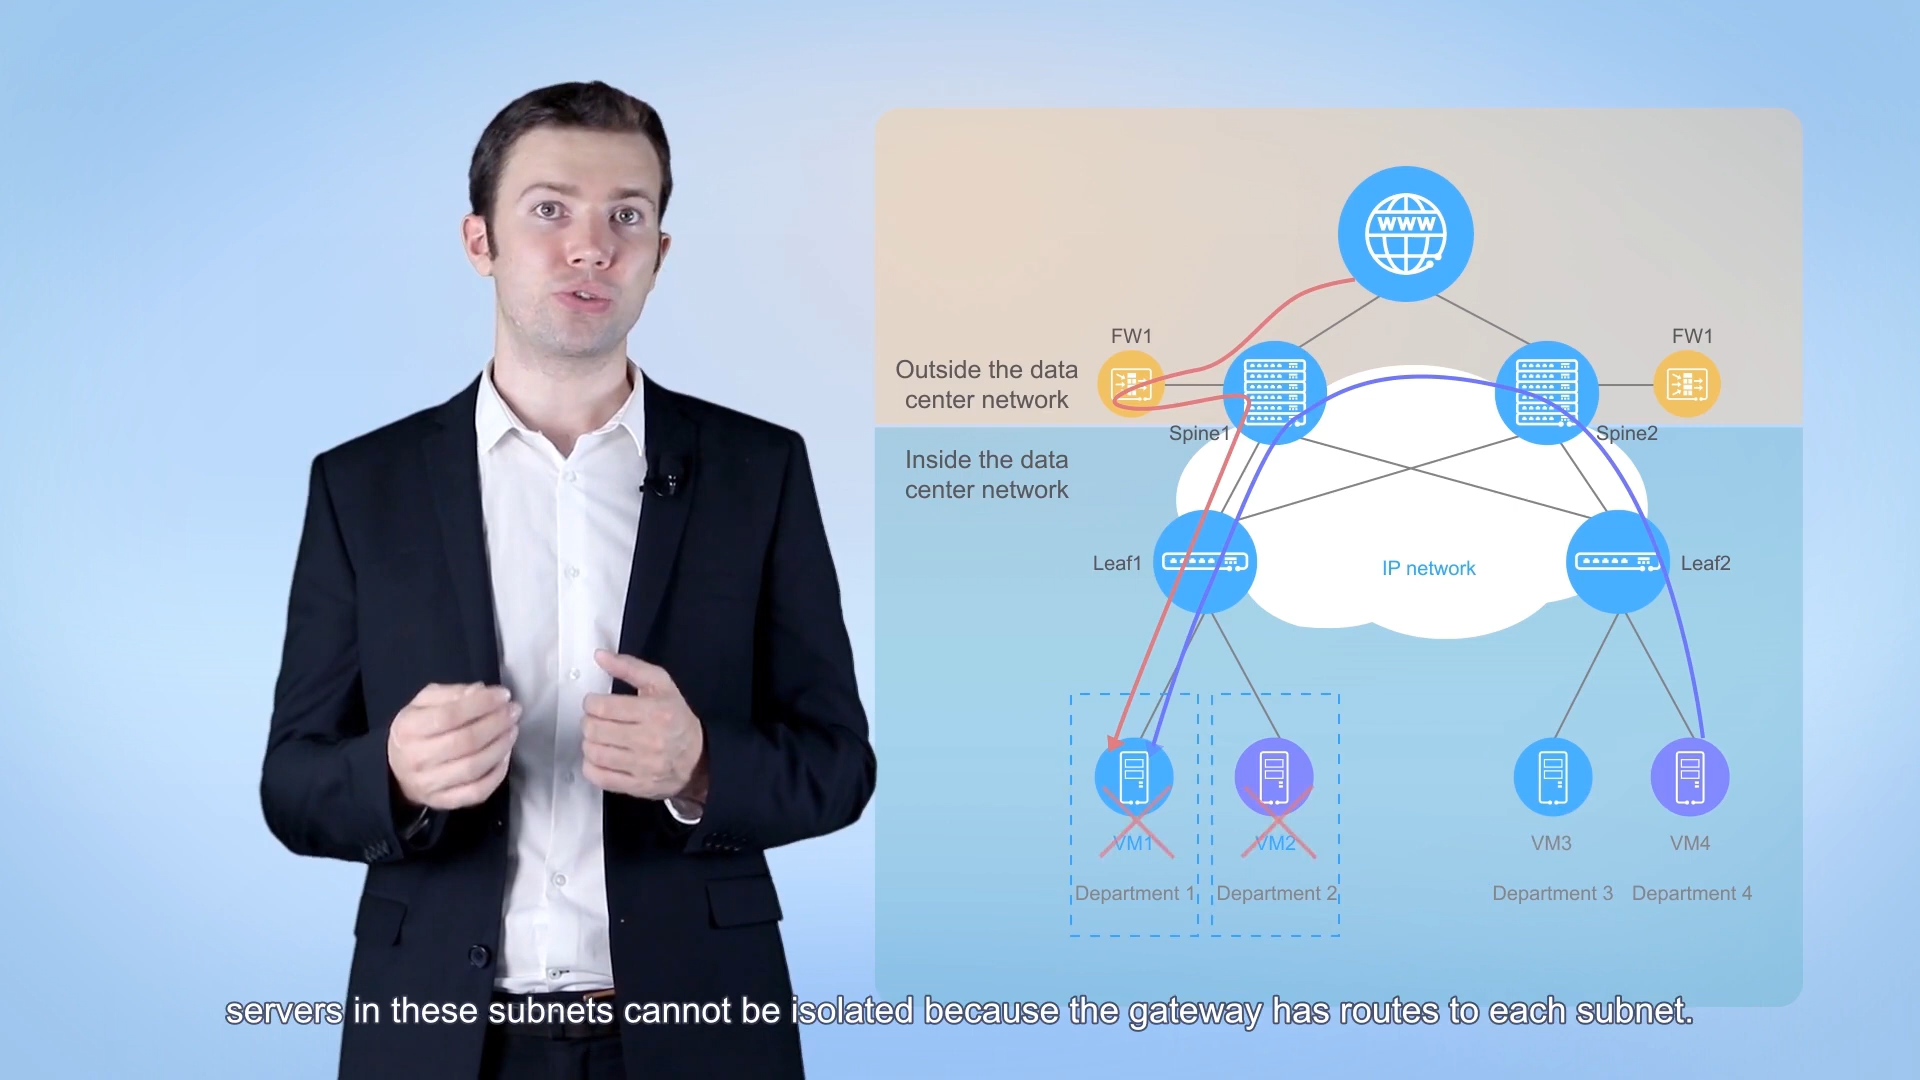 WWW
FW1
FW1
Outside the data
center network
Spine1
Spine2
Inside the data
center network
Leaf1
IP network
Leaf2
VM1
VM2
VM3
VM4
Department 1
Department 2
Department 3
Department 4
servers in these subnets cannot be isolated because the gateway has routes to each subnet.